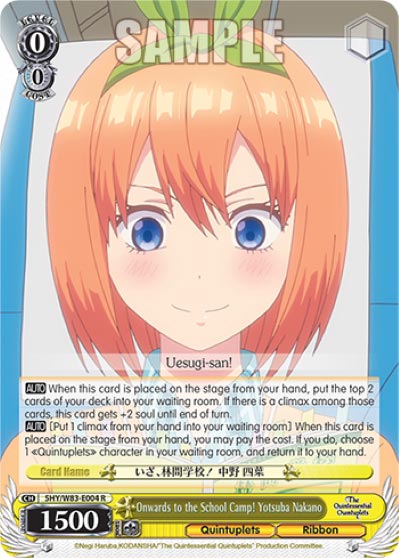 LEVEL
0
0
COST
SAMPLE
Uesugi-san!
AUTO When this card is placed on the stage from your hand, put the top 2
cards of your deck into your waiting room. If there is a climax among those
cards, this card gets +2 soul until end of turn.
AUTO [Put 1 climax from your hand into your waiting room] When this card is
placed on the stage from your hand, you may pay the cost. If you do, choose
1 «Quintuplets» character in your waiting room, and return it to your hand.
Card Name
いざ、林間学校！ 中野 四葉
CH 5HY/W83-E004 R
Onwards to the School Camp! Yotsuba Nakano
The Quintessential Quintuplets
POWER
1500
Quintuplets
Ribbon
©Negi Haruba,KODANSHA/"The Quintessential Quintuplets" Production Committee